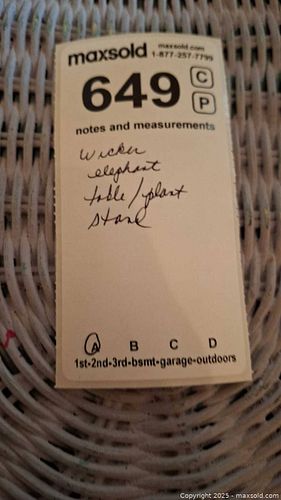 maxsold
maxsold.com
1-877-257-7799
649
C
P
notes and measurements
Wicker
elephant
table / plant
stand
A B C D
1st-2nd-3rd-bsmt-garage-outdoors
Copyright 2025 - maxsold.com